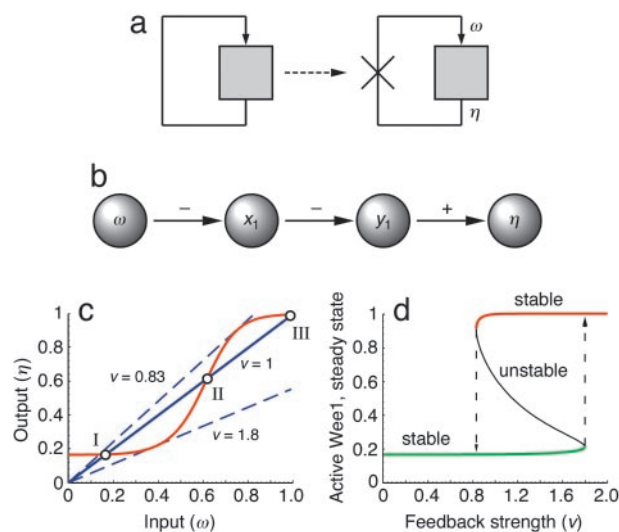 a
ω
η
b
ω − x₁ − y₁ + η
c
Output (η)
1
0.8
0.6
0.4
0.2
0
0 0.2 0.4 0.6 0.8 1.0
Input (ω)
v = 0.83
v = 1
v = 1.8
I
II
III
d
Active Wee1, steady state
1
0.8
0.6
0.4
0.2
0
0 0.4 0.8 1.2 1.6 2.0
Feedback strength (v)
stable
unstable
stable